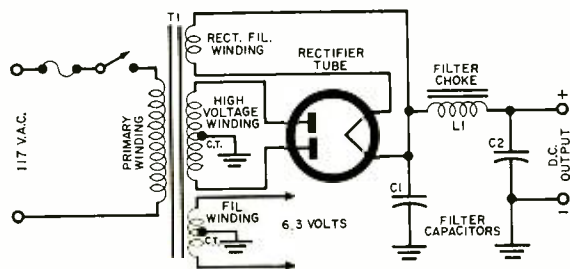 T1
RECT. FIL.
WINDING
RECTIFIER
TUBE
FILTER
CHOKE
L1
+
117 V.A.C.
PRIMARY
WINDING
HIGH
VOLTAGE
WINDING
C.T.
C1
C2
D.C.
OUTPUT
FIL
WINDING
C.T.
6.3 VOLTS
FILTER
CAPACITORS
-